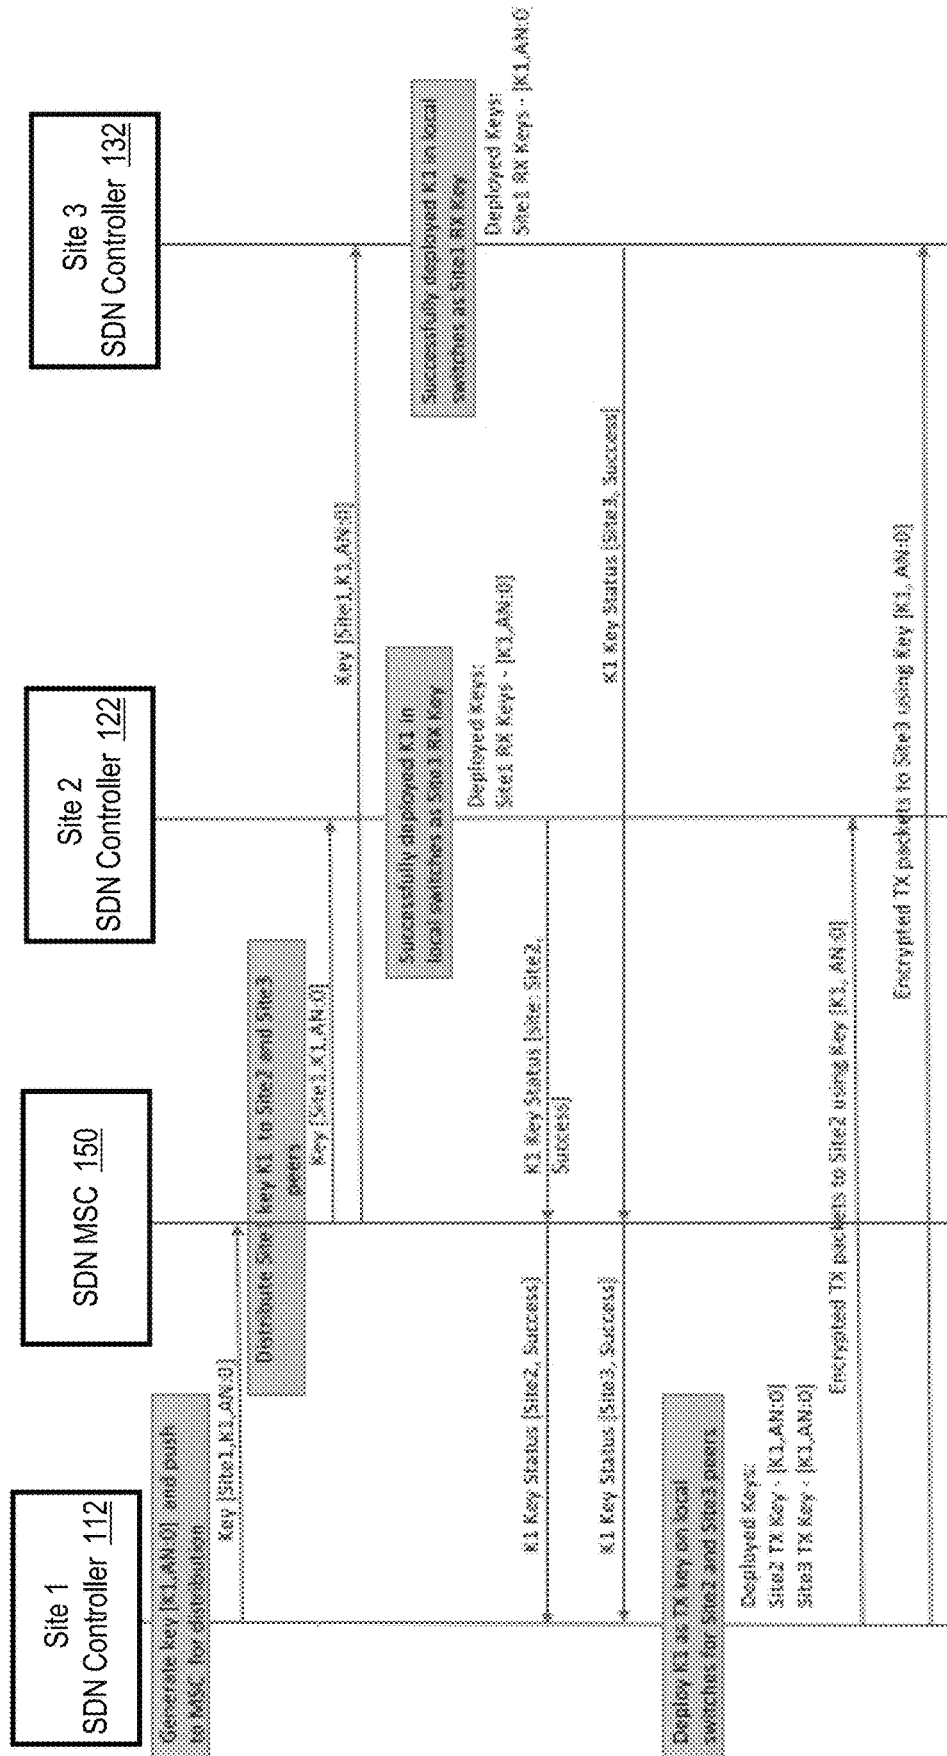 Site 1
SDN Controller 112
SDN MSC 150
Site 2
SDN Controller 122
Site 3
SDN Controller 132
Generate key [K1,AN:0] and push
to MSC for distribution
Key [Site1,K1,AN:0]
Distribute Site1 key K1 to Site2 and Site3
peers
Key [Site1,K1,AN:0]
Key [Site1,K1,AN:0]
Successfully deployed K1 in
local switches as Site1 RX Key
Deployed Keys:
Site1 RX Keys - [K1,AN:0]
Successfully deployed K1 in local
switches as Site1 RX Key
Deployed Keys:
Site1 RX Keys - [K1,AN:0]
K1 Key Status [Site: Site2,
Success]
K1 Key Status [Site2, Success]
K1 Key Status [Site3, Success]
K1 Key Status [Site3, Success]
Deploy K1 as TX key on local
switches for Site2 and Site3 peers
Deployed Keys:
Site2 TX Key - [K1,AN:0]
Site3 TX Key - [K1,AN:0]
Encrypted TX packets to Site2 using Key [K1, AN:0]
Encrypted TX packets to Site3 using Key [K1, AN:0]